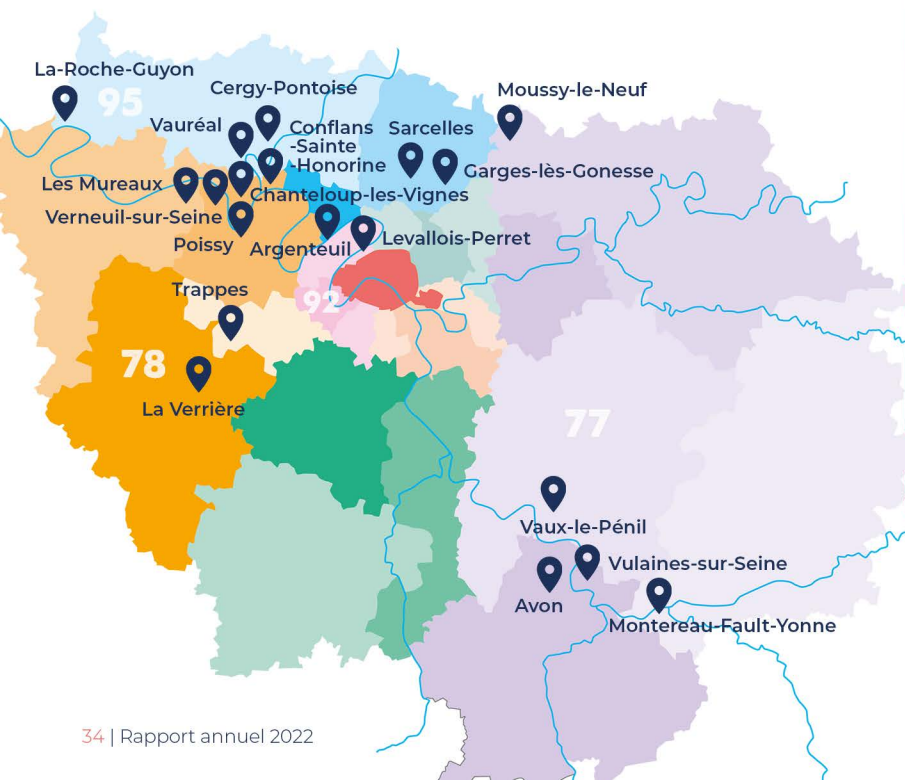 La-Roche-Guyon
95
Cergy-Pontoise
Moussy-le-Neuf
Vauréal
Conflans
-Sainte
-Honorine
Sarcelles
Garges-lès-Gonesse
Les Mureaux
Chanteloup-les-Vignes
Verneuil-sur-Seine
Poissy
Argenteuil
Levallois-Perret
Trappes
92
78
La Verrière
77
Vaux-le-Pénil
Vulaines-sur-Seine
Avon
Montereau-Fault-Yonne
34 | Rapport annuel 2022